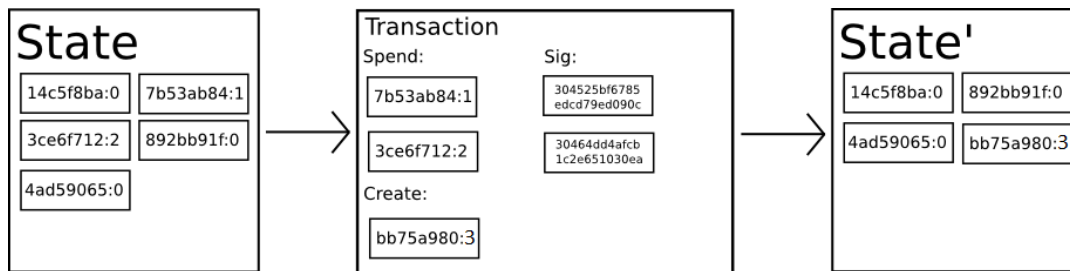 State
14c5f8ba:0 7b53ab84:1
3ce6f712:2 892bb91f:0
4ad59065:0
Transaction
Spend: Sig:
7b53ab84:1
304525bf6785
edcd79ed090c
3ce6f712:2
30464dd4afcb
1c2e651030ea
Create:
bb75a980:3
State'
14c5f8ba:0 892bb91f:0
4ad59065:0 bb75a980:3